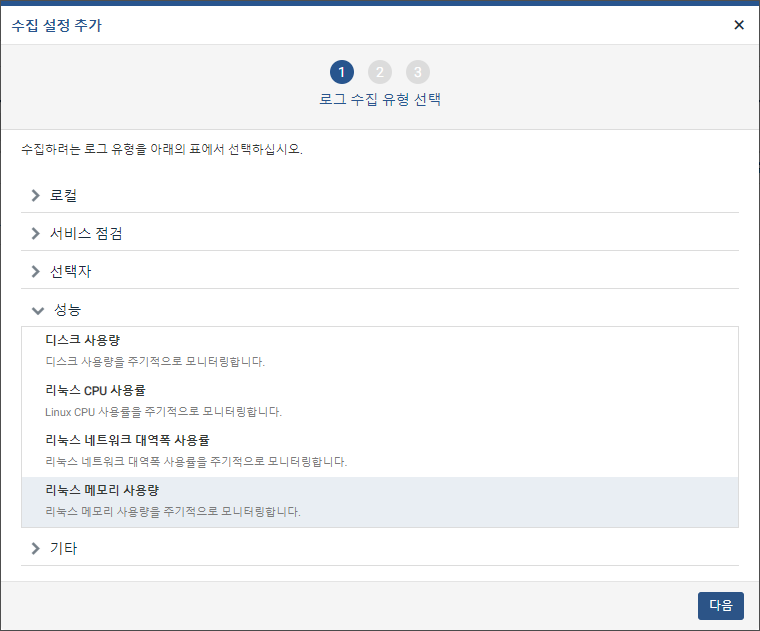 수집 설정 추가
1 2 3
로그 수집 유형 선택
수집하려는 로그 유형을 아래의 표에서 선택하십시오.
로컬
서비스 점검
선택자
성능
디스크 사용량
디스크 사용량을 주기적으로 모니터링합니다.
리눅스 CPU 사용률
Linux CPU 사용률을 주기적으로 모니터링합니다.
리눅스 네트워크 대역폭 사용률
리눅스 네트워크 대역폭 사용률을 주기적으로 모니터링합니다.
리눅스 메모리 사용량
리눅스 메모리 사용량을 주기적으로 모니터링합니다.
기타
다음